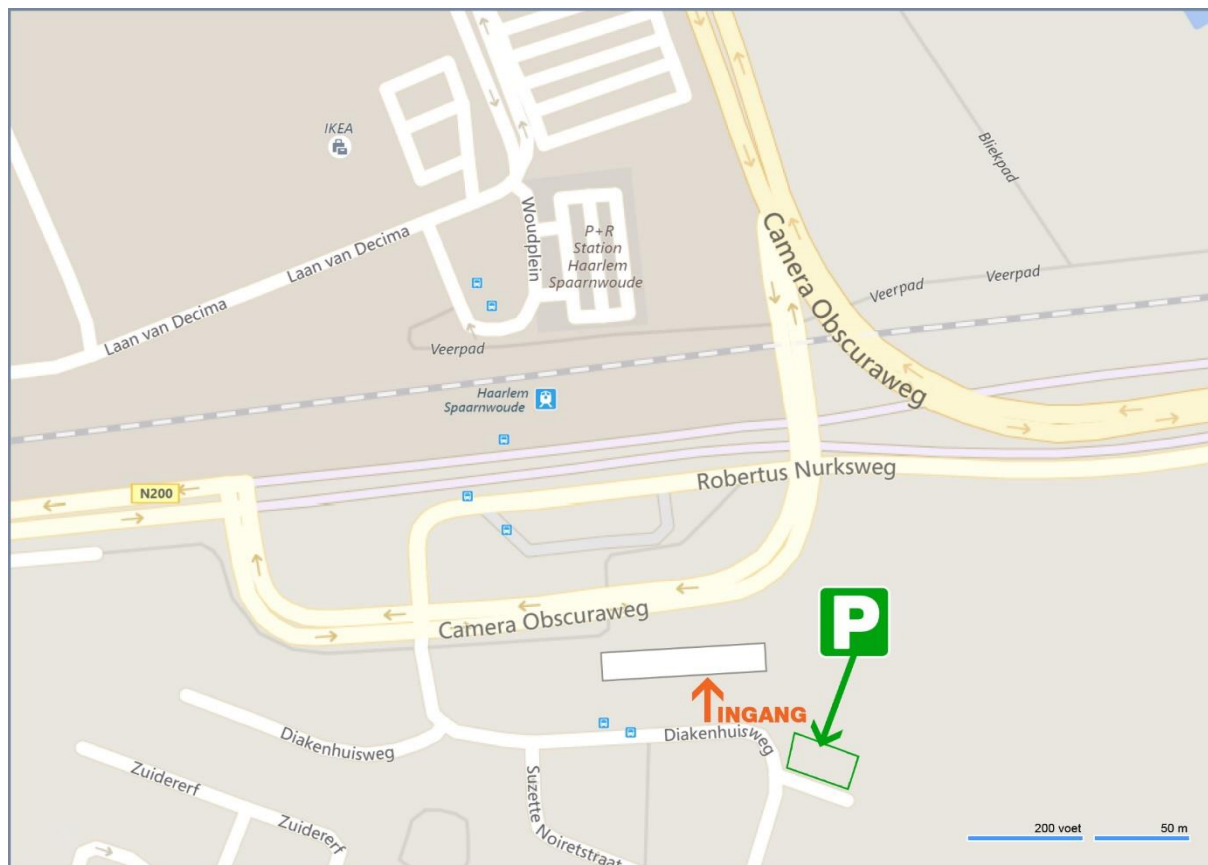 IKEA
Bliekpad
Woudplein
P+R
Station
Haarlem
Spaarnwoude
Camera Obscuraweg
Laan van Decima
Laan van Decima
Veerpad
Veerpad
Veerpad
Haarlem
Spaarnwoude
Robertus Nurksweg
N200
Camera Obscuraweg
P
INGANG
Diakenhuisweg
Diakenhuisweg
Zuidererf
Zuidererf
Suzette Noiretstraat
200 voet
50 m